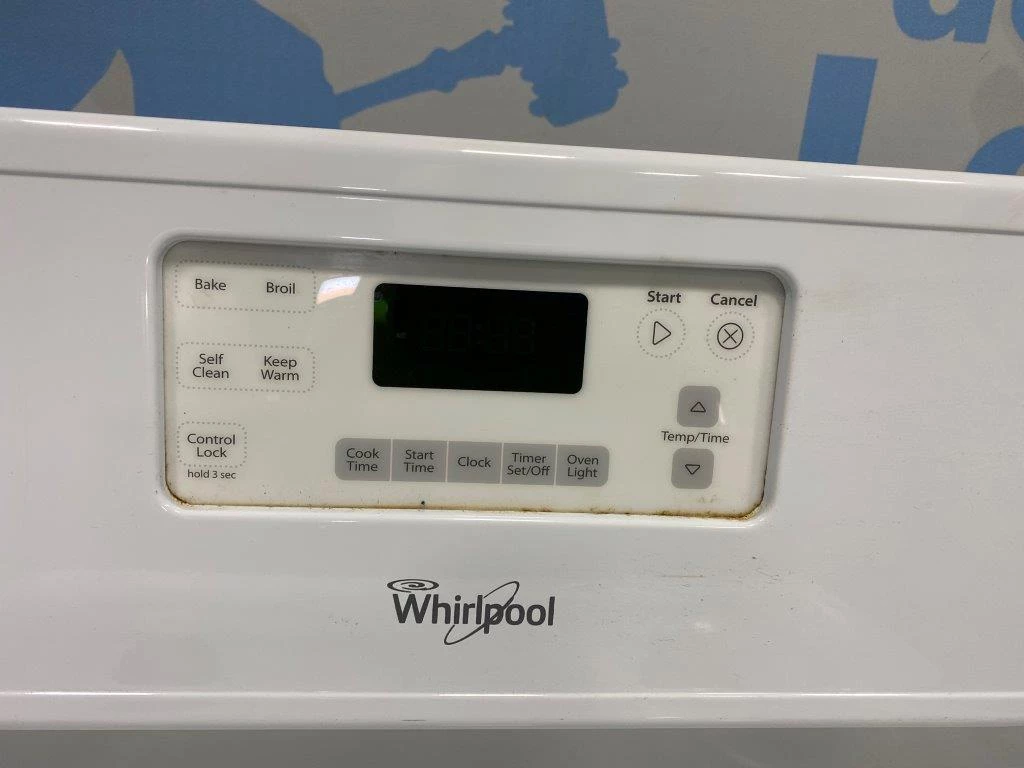 Bake Broil
Self Clean
Keep Warm
Control Lock
hold 3 sec
Cook Time
Start Time
Clock
Timer Set/Off
Oven Light
Start Cancel
Temp/Time
Whirlpool